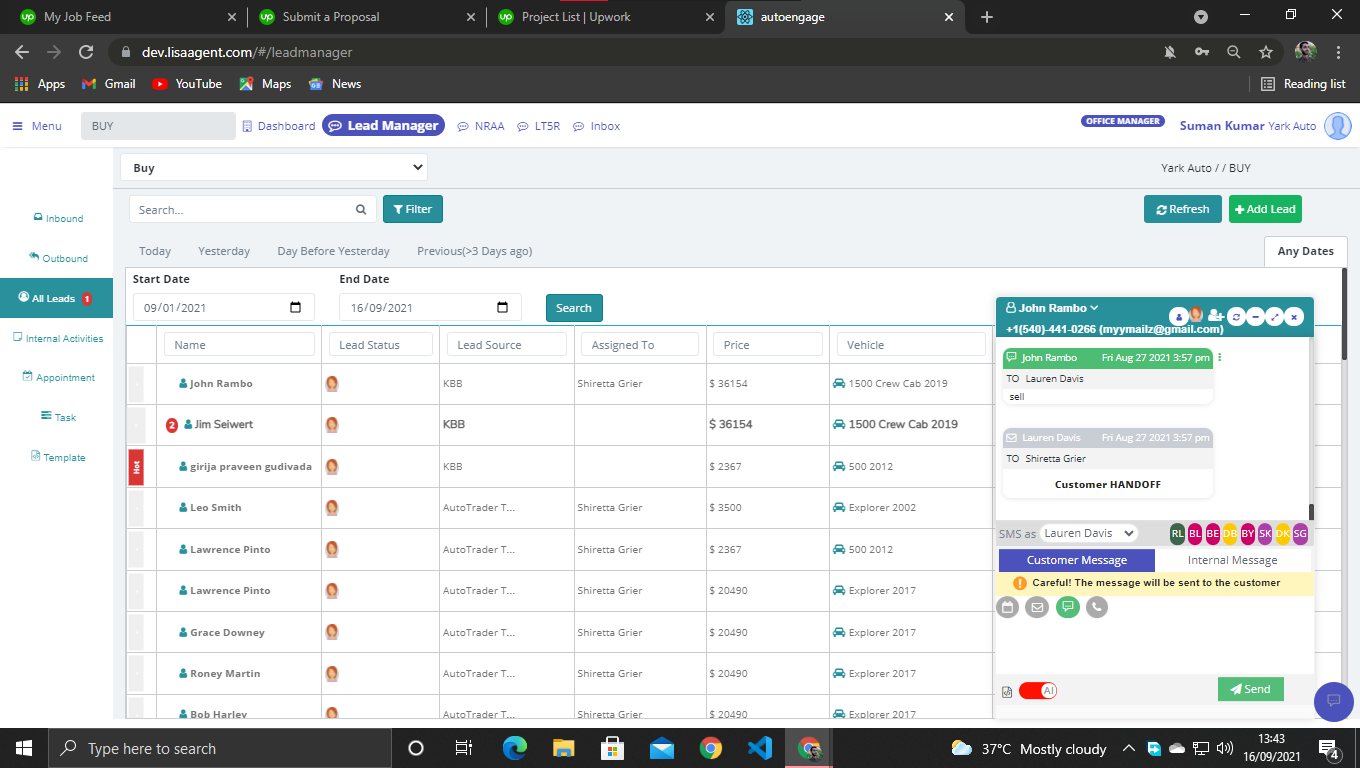 My Job Feed
Submit a Proposal
Project List | Upwork
autoengage
dev.lisaagent.com/#/leadmanager
Apps
Gmail
YouTube
Maps
News
Reading list
Menu
BUY
Dashboard
Lead Manager
NRAA
LT5R
Inbox
OFFICE MANAGER
Suman Kumar Yark Auto
Buy
Yark Auto / / BUY
Search...
Filter
Refresh
Add Lead
Inbound
Outbound
All Leads 1
Internal Activities
Appointment
Task
Template
Today
Yesterday
Day Before Yesterday
Previous(>3 Days ago)
Any Dates
Start Date
End Date
09/01/2021
16/09/2021
Search
Name
Lead Status
Lead Source
Assigned To
Price
Vehicle
John Rambo KBB Shiretta Grier $ 36154 1500 Crew Cab 2019
2 Jim Seiwert KBB $ 36154 1500 Crew Cab 2019
Hot girija praveen gudivada KBB $ 2367 500 2012
Leo Smith AutoTrader T... Shiretta Grier $ 3500 Explorer 2002
Lawrence Pinto AutoTrader T... Shiretta Grier $ 2367 500 2012
Lawrence Pinto AutoTrader T... Shiretta Grier $ 20490 Explorer 2017
Grace Downey AutoTrader T... Shiretta Grier $ 20490 Explorer 2017
Roney Martin AutoTrader T... Shiretta Grier $ 20490 Explorer 2017
Bob Harley AutoTrader T... Shiretta Grier $ 20490 Explorer 2017
John Rambo
+1(540)-441-0266 (myymailz@gmail.com)
John Rambo Fri Aug 27 2021 3:57 pm
TO Lauren Davis
sell
Lauren Davis Fri Aug 27 2021 3:57 pm
TO Shiretta Grier
Customer HANDOFF
SMS as Lauren Davis RL BL BE DB BY SK DK SG
Customer Message
Internal Message
Careful! The message will be sent to the customer
AI
Send
Type here to search
37°C Mostly cloudy
13:43
16/09/2021
4